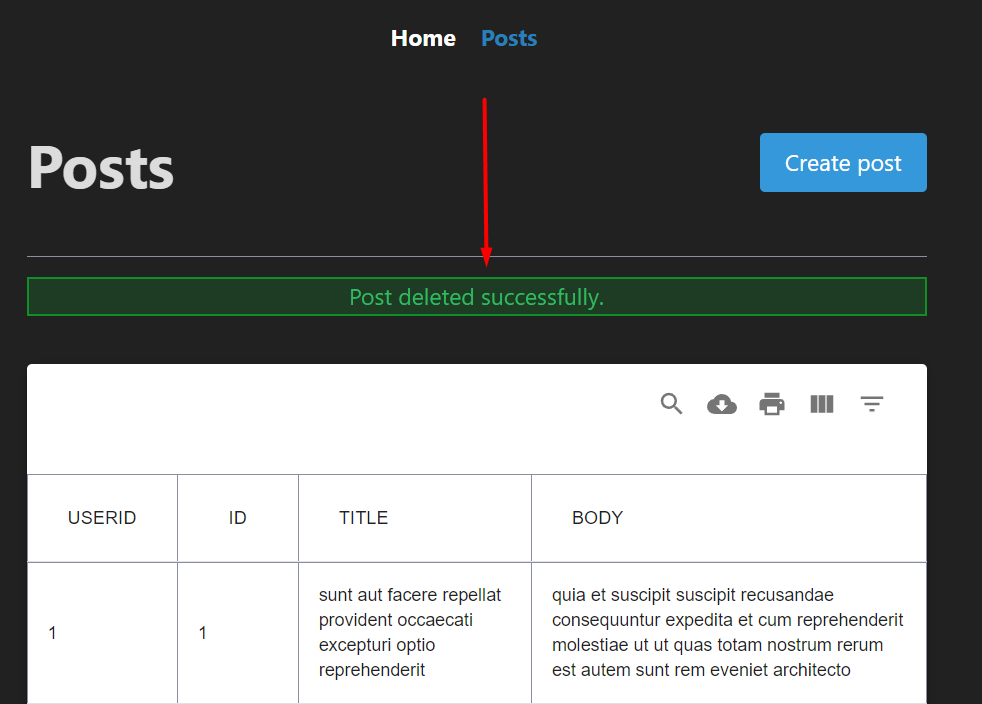 Home Posts
Posts
Create post
Post deleted successfully.
USERID ID TITLE BODY
1
1
sunt aut facere repellat
provident occaecati
excepturi optio
reprehenderit
quia et suscipit suscipit recusandae
consequuntur expedita et cum reprehenderit
molestiae ut ut quas totam nostrum rerum
est autem sunt rem eveniet architecto